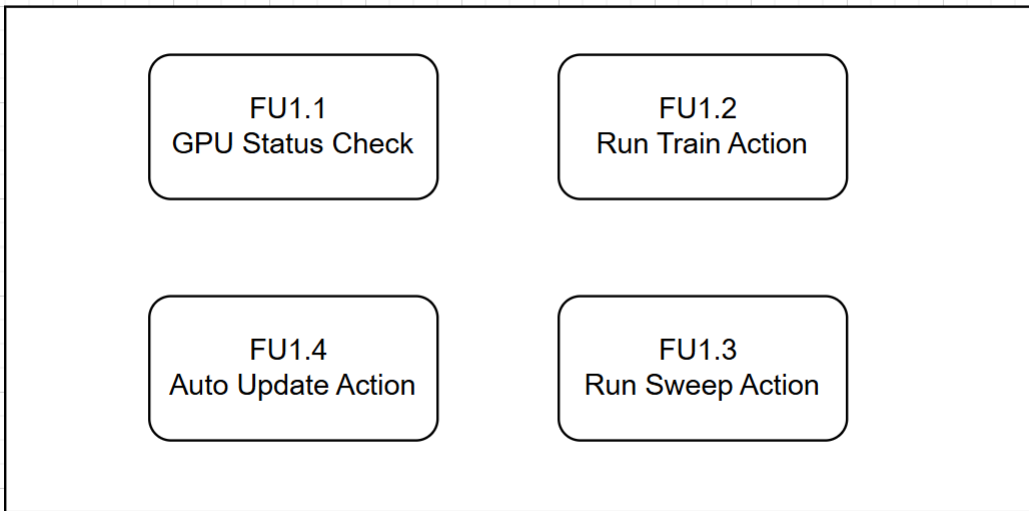 FU1.1
GPU Status Check
FU1.2
Run Train Action
FU1.4
Auto Update Action
FU1.3
Run Sweep Action